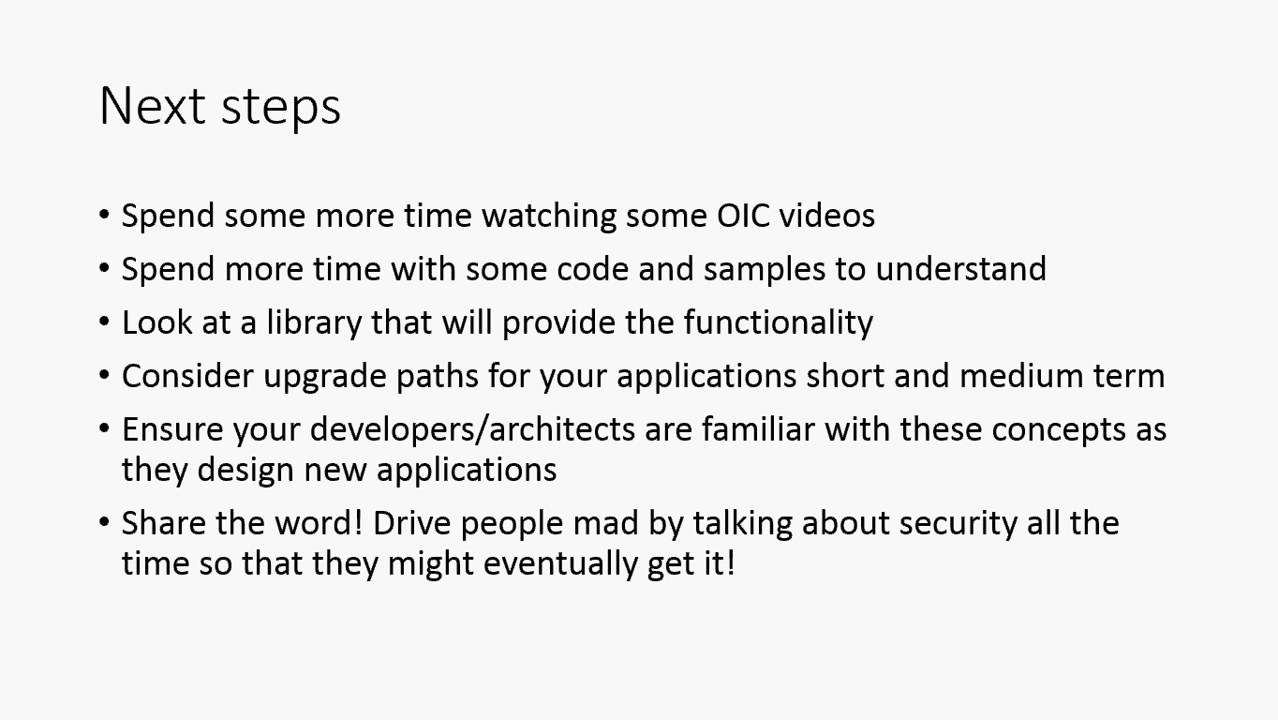 Next steps
• Spend some more time watching some OIC videos
• Spend more time with some code and samples to understand
• Look at a library that will provide the functionality
• Consider upgrade paths for your applications short and medium term
• Ensure your developers/architects are familiar with these concepts as
they design new applications
• Share the word! Drive people mad by talking about security all the
time so that they might eventually get it!